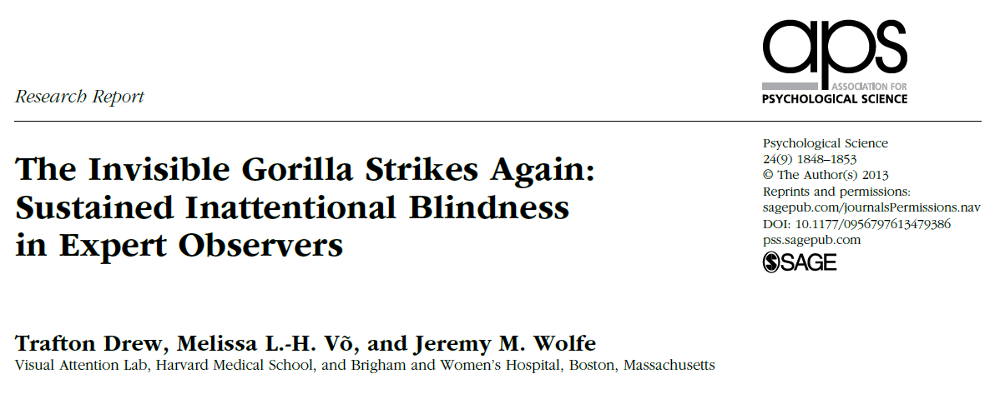 aps
ASSOCIATION FOR
PSYCHOLOGICAL SCIENCE
Research Report
The Invisible Gorilla Strikes Again:
Sustained Inattentional Blindness
in Expert Observers
Psychological Science
24(9) 1848–1853
© The Author(s) 2013
Reprints and permissions:
sagepub.com/journalsPermissions.nav
DOI: 10.1177/0956797613479386
pss.sagepub.com
SAGE
Trafton Drew, Melissa L.-H. Võ, and Jeremy M. Wolfe
Visual Attention Lab, Harvard Medical School, and Brigham and Women’s Hospital, Boston, Massachusetts